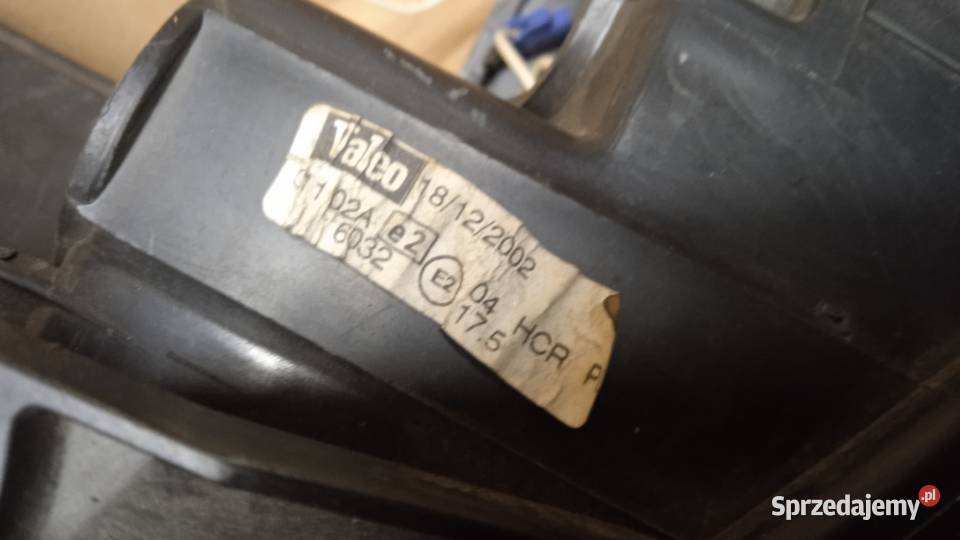 Valeo 18/12/2002
02A e2 E2 04 HCR P
6032 17.5
Sprzedajemy.pl